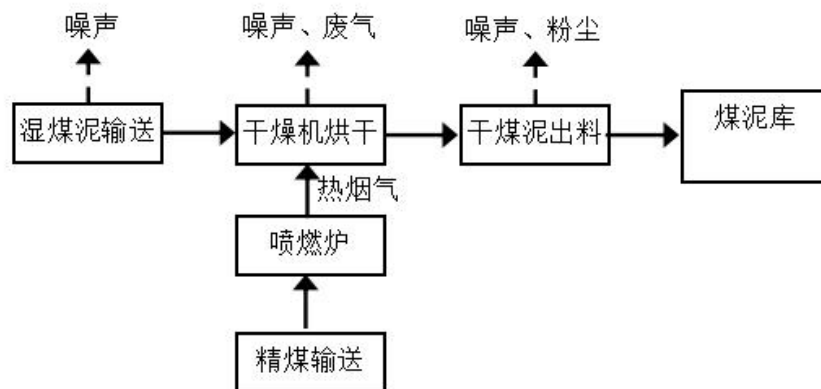 噪声
噪声、废气
噪声、粉尘
湿煤泥输送
干燥机烘干
干煤泥出料
煤泥库
热烟气
喷燃炉
精煤输送